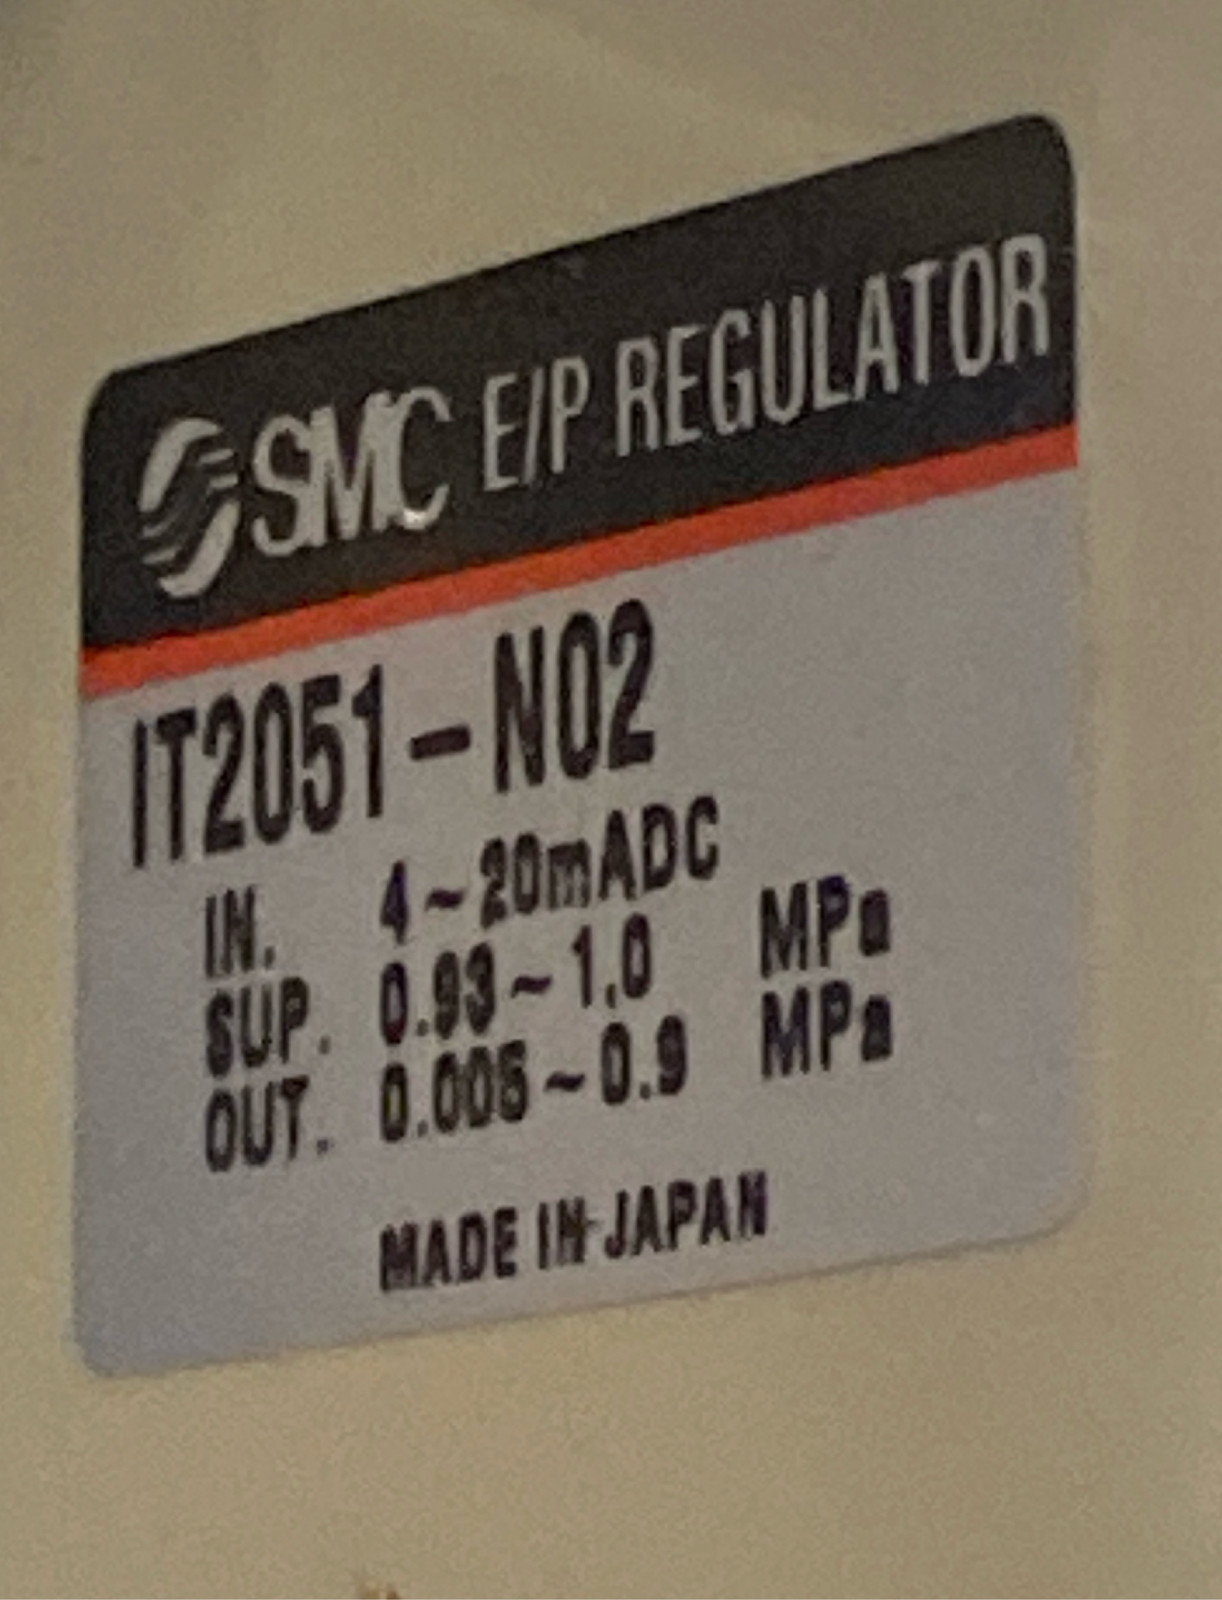 SMC E/P REGULATOR
IT2051-N02
IN. 4~20mADC
SUP. 0.93~1.0 MPa
OUT. 0.005~0.9 MPa
MADE IN JAPAN